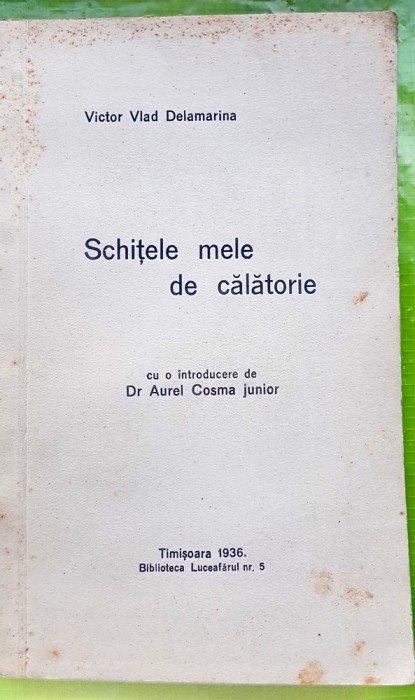 Victor Vlad Delamarina
Schițele mele
de călătorie
cu o introducere de
Dr Aurel Cosma junior
Timișoara 1936.
Biblioteca Luceafărul nr. 5